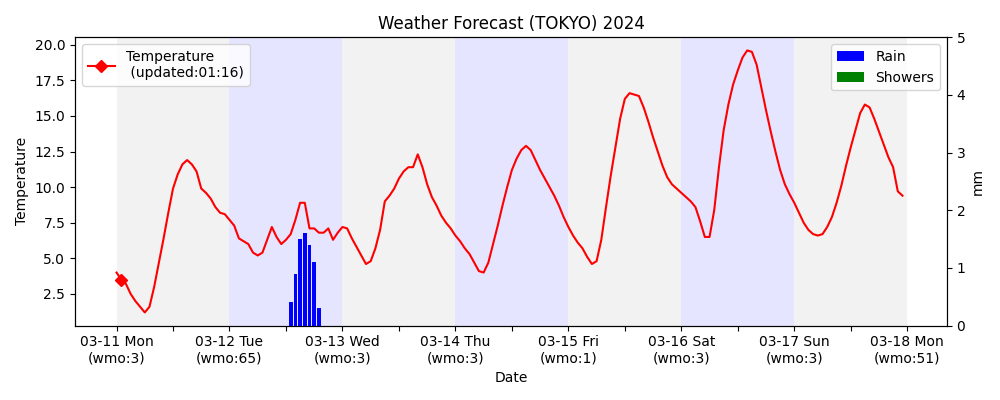 Weather Forecast (TOKYO) 2024
Temperature
(updated:01:16)
Rain
Showers
20.0
17.5
15.0
12.5
10.0
7.5
5.0
2.5
Temperature
5
4
3
2
1
0
mm
03-11 Mon
(wmo:3)
03-12 Tue
(wmo:65)
03-13 Wed
(wmo:3)
03-14 Thu
(wmo:3)
03-15 Fri
(wmo:1)
03-16 Sat
(wmo:3)
03-17 Sun
(wmo:3)
03-18 Mon
(wmo:51)
Date